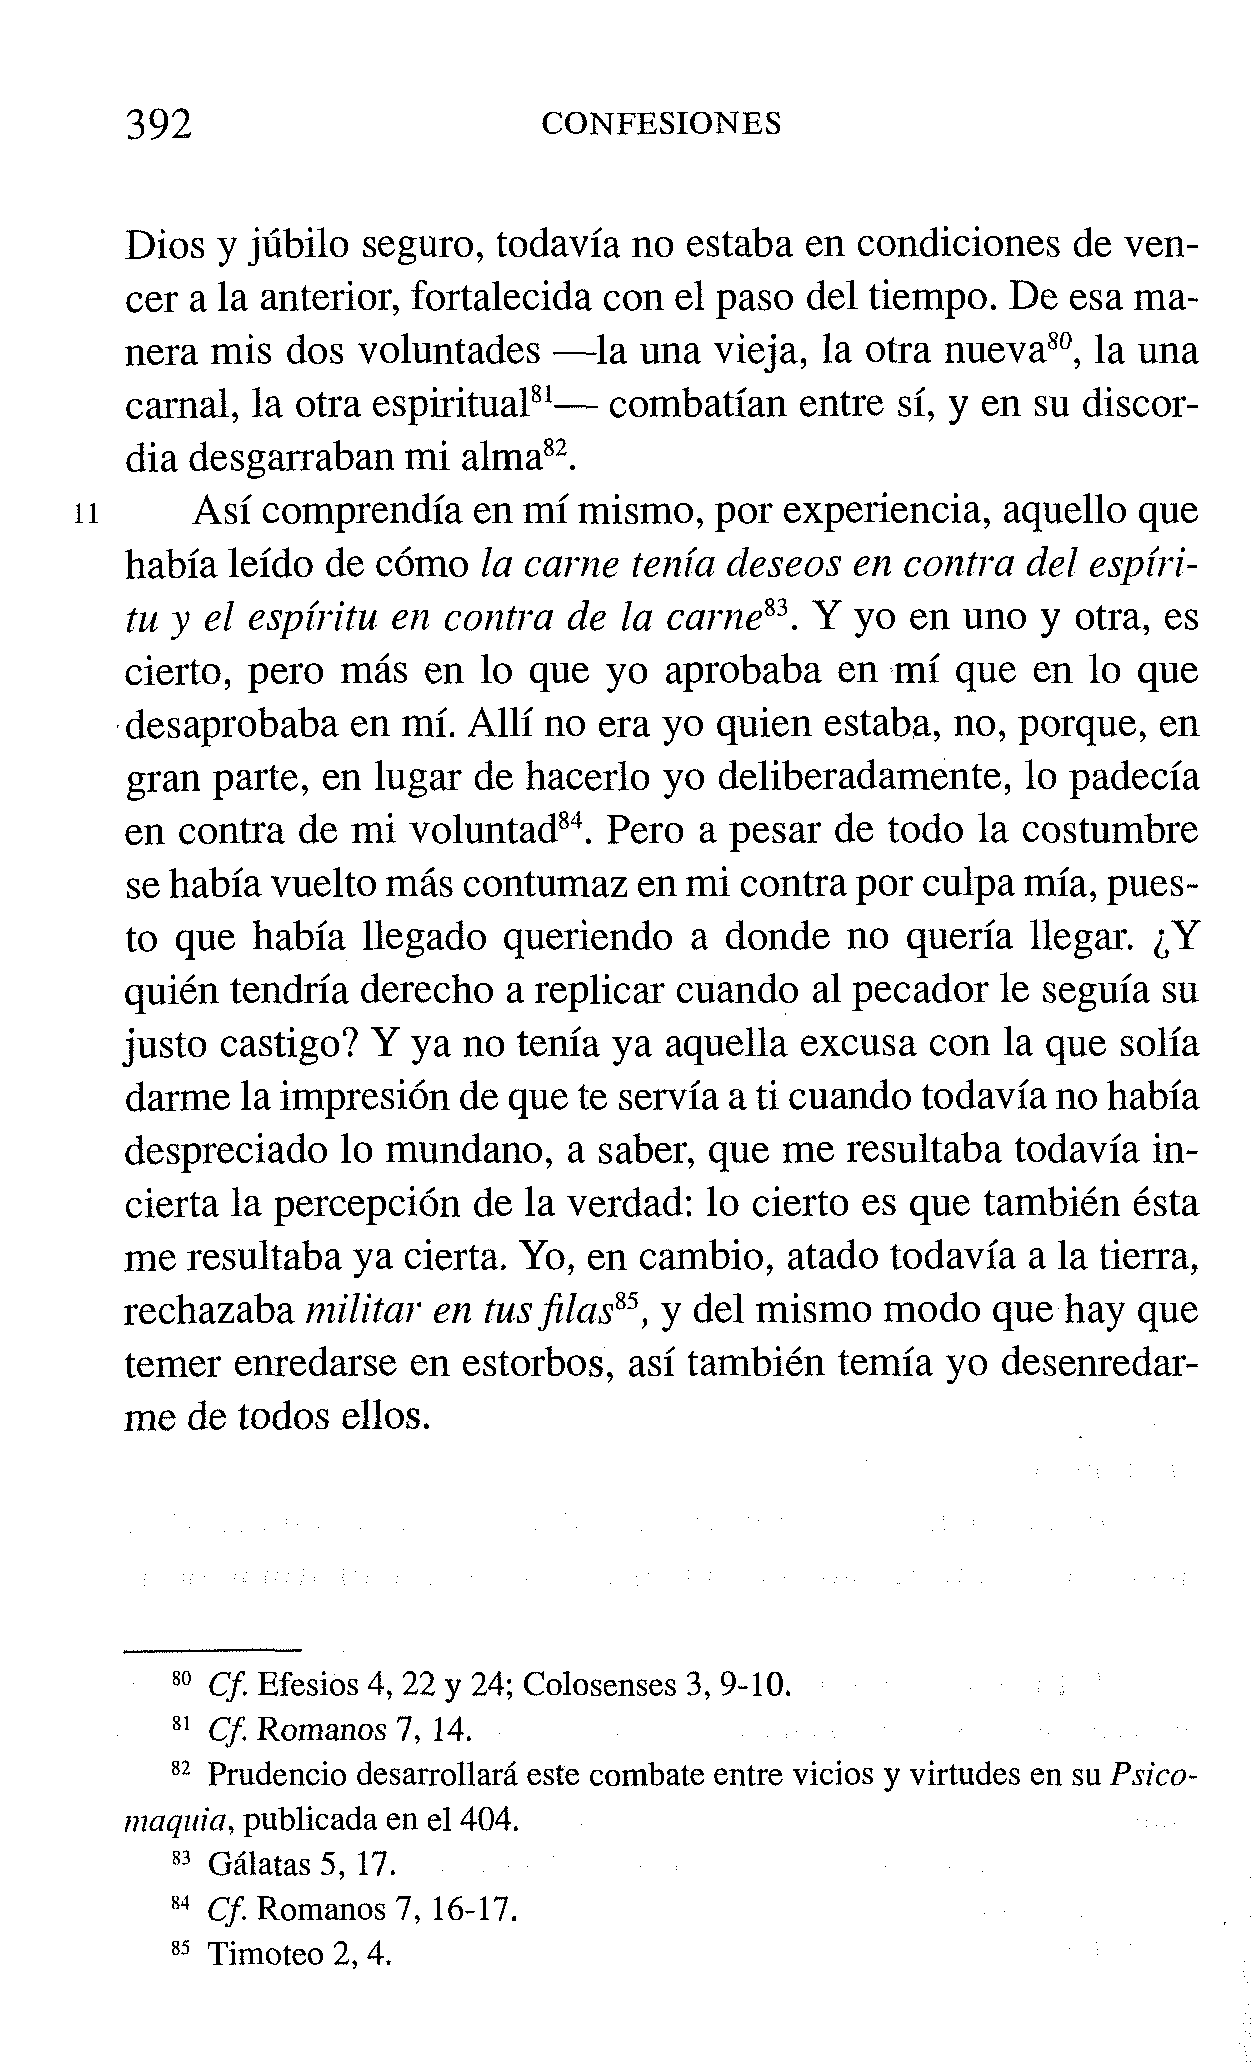 392 CONFESIONES
Dios y júbilo seguro, todavía no estaba en condiciones de ven-
cer a la anterior, fortalecida con el paso del tiempo. De esa ma-
nera mis dos voluntades —la una vieja, la otra nueva⁸⁰, la una
carnal, la otra espiritual⁸¹— combatían entre sí, y en su discor-
dia desgarraban mi alma⁸².
11 Así comprendía en mí mismo, por experiencia, aquello que
había leído de cómo la carne tenía deseos en contra del espíri-
tu y el espíritu en contra de la carne⁸³. Y yo en uno y otra, es
cierto, pero más en lo que yo aprobaba en mí que en lo que
desaprobaba en mí. Allí no era yo quien estaba, no, porque, en
gran parte, en lugar de hacerlo yo deliberadamente, lo padecía
en contra de mi voluntad⁸⁴. Pero a pesar de todo la costumbre
se había vuelto más contumaz en mi contra por culpa mía, pues-
to que había llegado queriendo a donde no quería llegar. ¿Y
quién tendría derecho a replicar cuando al pecador le seguía su
justo castigo? Y ya no tenía ya aquella excusa con la que solía
darme la impresión de que te servía a ti cuando todavía no había
despreciado lo mundano, a saber, que me resultaba todavía in-
cierta la percepción de la verdad: lo cierto es que también ésta
me resultaba ya cierta. Yo, en cambio, atado todavía a la tierra,
rechazaba militar en tus filas⁸⁵, y del mismo modo que hay que
temer enredarse en estorbos, así también temía yo desenredar-
me de todos ellos.
⁸⁰ Cf. Efesios 4, 22 y 24; Colosenses 3, 9-10.
⁸¹ Cf. Romanos 7, 14.
⁸² Prudencio desarrollará este combate entre vicios y virtudes en su Psico-
maquia, publicada en el 404.
⁸³ Gálatas 5, 17.
⁸⁴ Cf. Romanos 7, 16-17.
⁸⁵ Timoteo 2, 4.